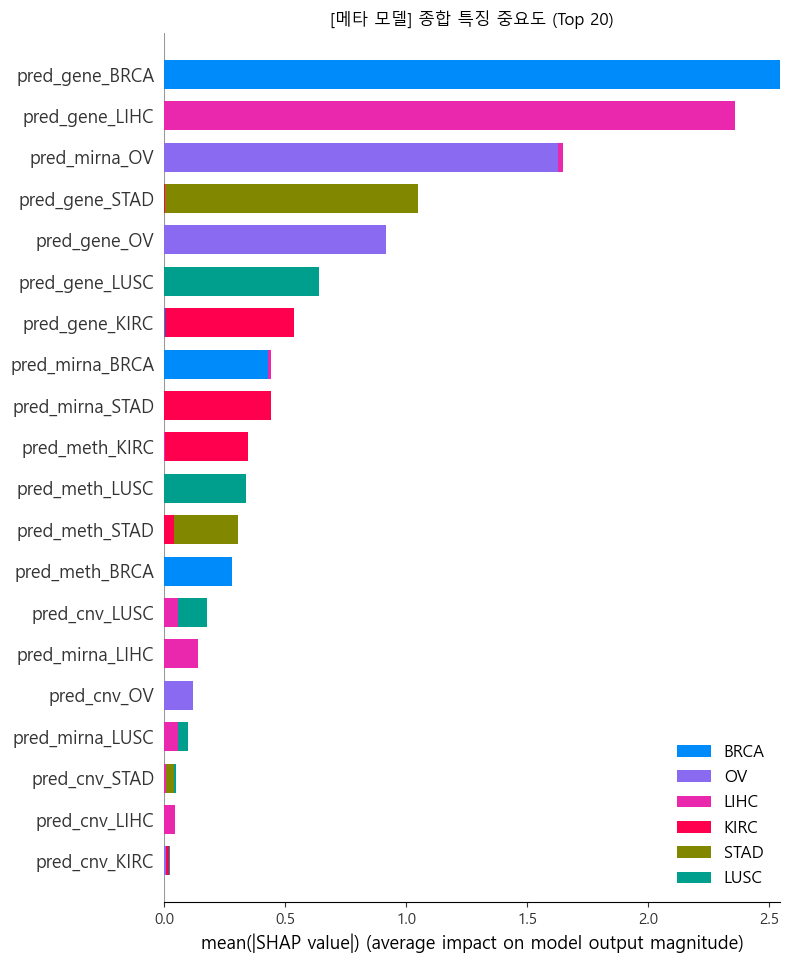 [메타 모델] 종합 특징 중요도 (Top 20)
pred_gene_BRCA
pred_gene_LIHC
pred_mirna_OV
pred_gene_STAD
pred_gene_OV
pred_gene_LUSC
pred_gene_KIRC
pred_mirna_BRCA
pred_mirna_STAD
pred_meth_KIRC
pred_meth_LUSC
pred_meth_STAD
pred_meth_BRCA
pred_cnv_LUSC
pred_mirna_LIHC
pred_cnv_OV
pred_mirna_LUSC
pred_cnv_STAD
pred_cnv_LIHC
pred_cnv_KIRC
BRCA
OV
LIHC
KIRC
STAD
LUSC
0.0 0.5 1.0 1.5 2.0 2.5
mean(|SHAP value|) (average impact on model output magnitude)